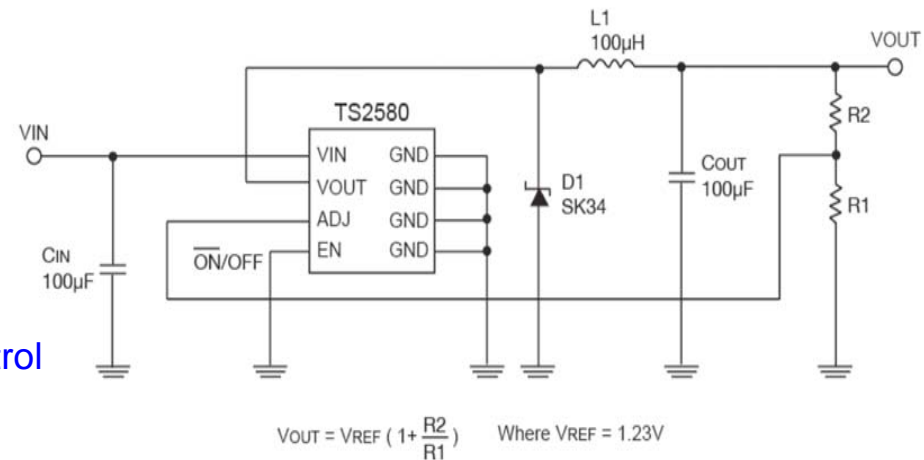 L1
100µH
VOUT
TS2580
R2
VIN
VIN GND
VOUT GND
ADJ GND
EN GND
ON/OFF
D1
SK34
COUT
100µF
R1
CIN
100µF
trol
VOUT = VREF ( 1+ R2/R1 ) Where VREF = 1.23V